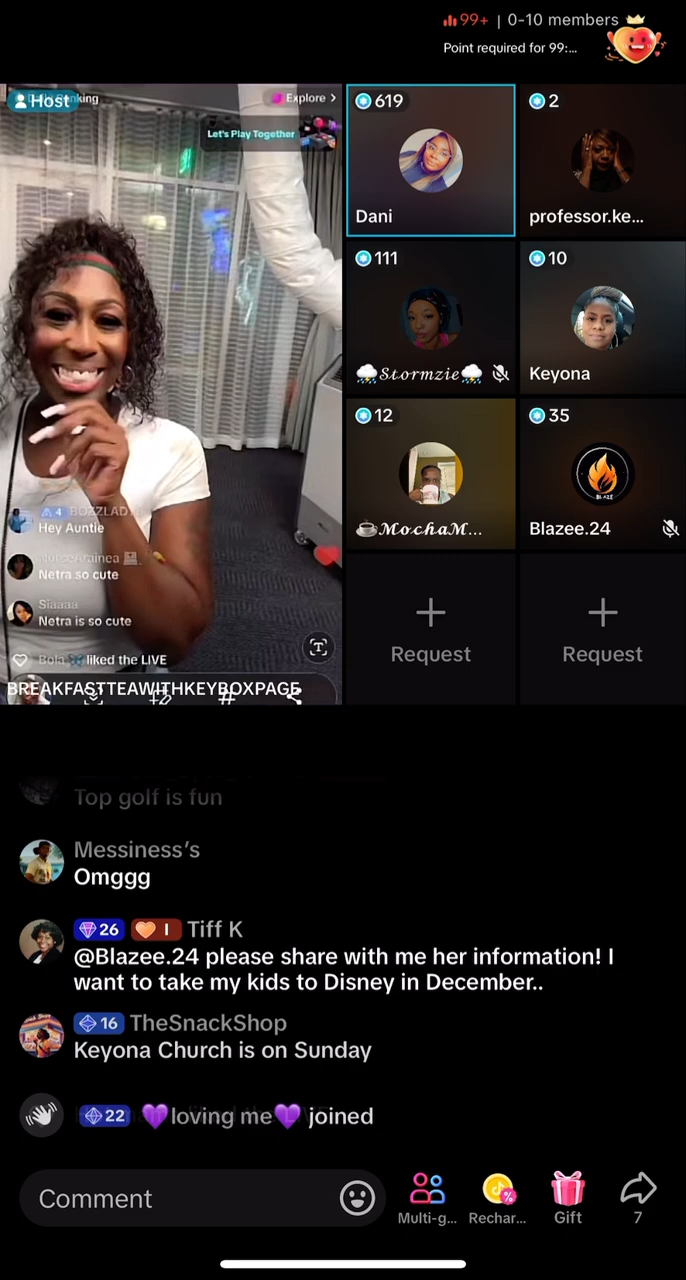 99+ | 0-10 members
Point required for 99:...
Host
Explore >
Let's Play Together
4 BOZZLAD
Hey Auntie
Netra so cute
Siaaaa
Netra is so cute
Bola liked the LIVE
BREAKFASTTEAWITHKEYBOXPAGE
619
Dani
2
professor.ke...
111
🌩️𝓢𝓽𝓸𝓻𝓶𝔃𝓲𝓮🌩️
10
Keyona
12
☕𝓜𝓸𝓬𝓱𝓪𝓜...
35
BLAZE
Blazee.24
+
Request
+
Request
Top golf is fun
Messiness's
Omggg
26 I Tiff K
@Blazee.24 please share with me her information! I
want to take my kids to Disney in December..
16 TheSnackShop
Keyona Church is on Sunday
22 💜loving me💜 joined
Comment
Multi-g...
Rechar...
Gift
7